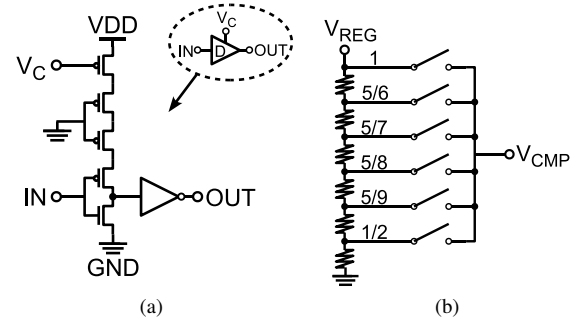 VDD
V_C
IN
OUT
GND
V_C
IN
D
OUT
(a)
V_REG
1
5/6
5/7
5/8
5/9
1/2
V_CMP
(b)